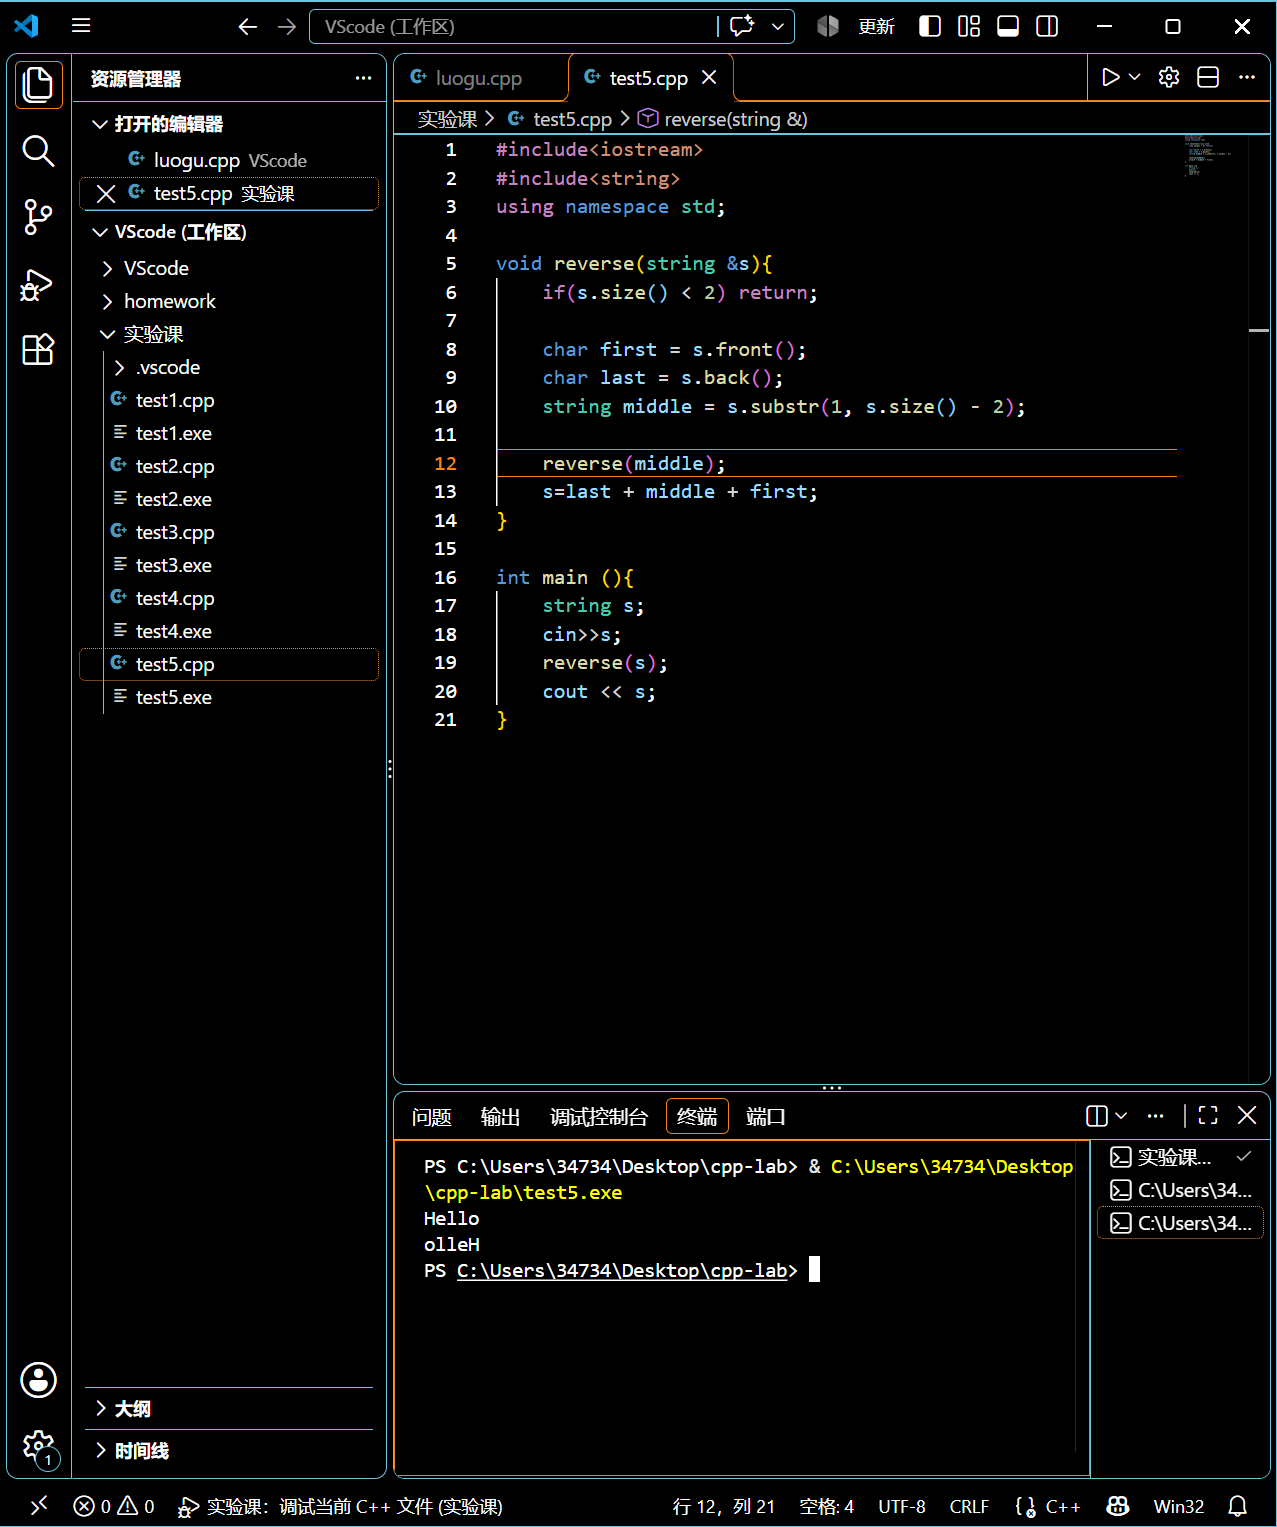 VScode (工作区)
更新
资源管理器
打开的编辑器
luogu.cpp VScode
test5.cpp 实验课
VScode (工作区)
VScode
homework
实验课
.vscode
test1.cpp
test1.exe
test2.cpp
test2.exe
test3.cpp
test3.exe
test4.cpp
test4.exe
test5.cpp
test5.exe
大纲
时间线
1
luogu.cpp
test5.cpp
实验课 > test5.cpp > reverse(string &)
1 #include<iostream>
2 #include<string>
3 using namespace std;
4
5 void reverse(string &s){
6 if(s.size() < 2) return;
7
8 char first = s.front();
9 char last = s.back();
10 string middle = s.substr(1, s.size() - 2);
11
12 reverse(middle);
13 s=last + middle + first;
14 }
15
16 int main (){
17 string s;
18 cin>>s;
19 reverse(s);
20 cout << s;
21 }
问题 输出 调试控制台 终端 端口
PS C:\Users\34734\Desktop\cpp-lab> & C:\Users\34734\Desktop
\cpp-lab\test5.exe
Hello
olleH
PS C:\Users\34734\Desktop\cpp-lab>
实验课...
C:\Users\34...
C:\Users\34...
0 0 实验课：调试当前 C++ 文件 (实验课) 行 12，列 21 空格: 4 UTF-8 CRLF C++ Win32